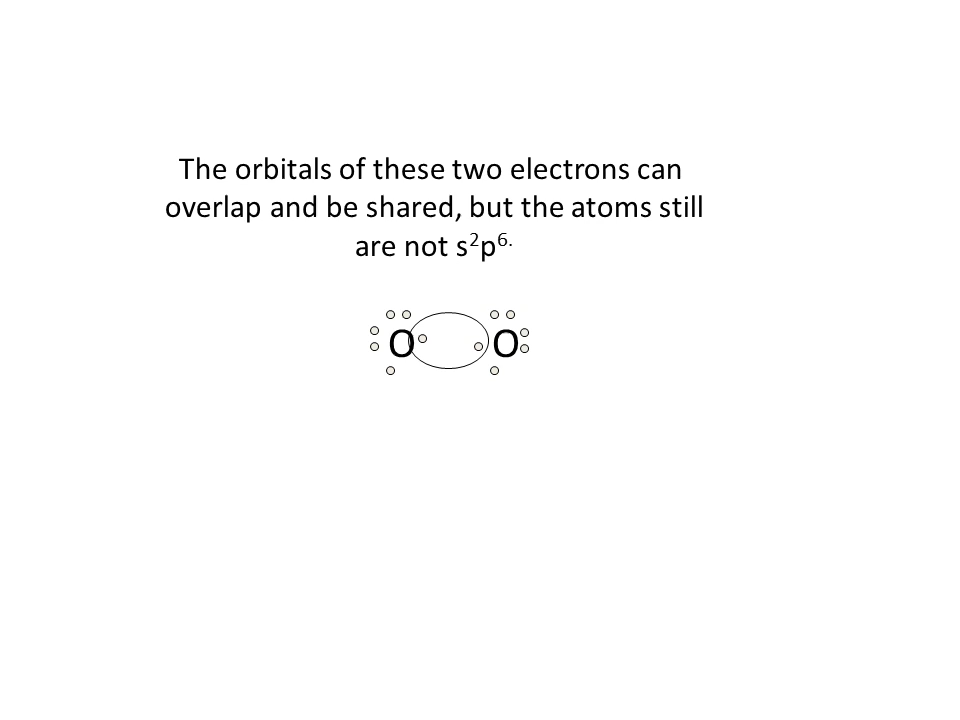 The orbitals of these two electrons can
overlap and be shared, but the atoms still
are not s²p⁶·
O O